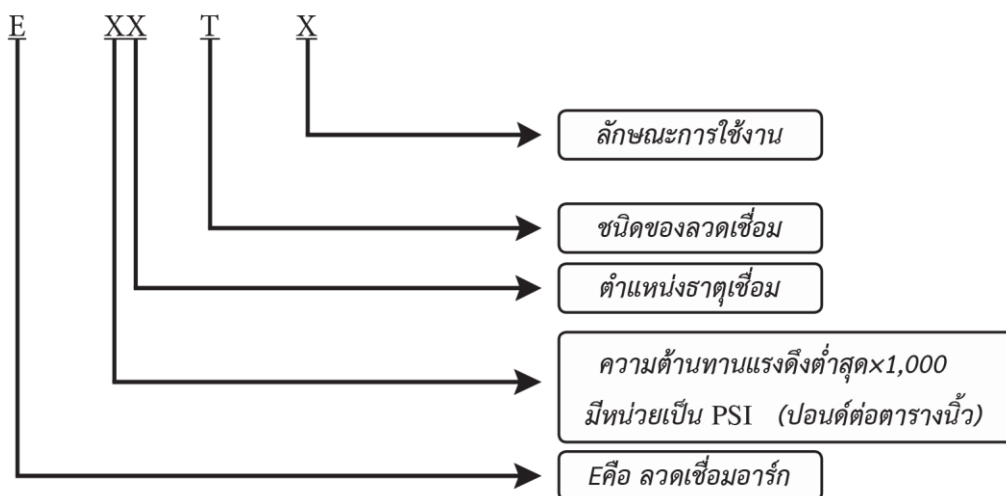 E XX T X
ลักษณะการใช้งาน
ชนิดของลวดเชื่อม
ตำแหน่งธาตุเชื่อม
ความต้านทานแรงดึงต่ำสุด×1,000
มีหน่วยเป็น PSI (ปอนด์ต่อตารางนิ้ว)
Eคือ ลวดเชื่อมอาร์ก